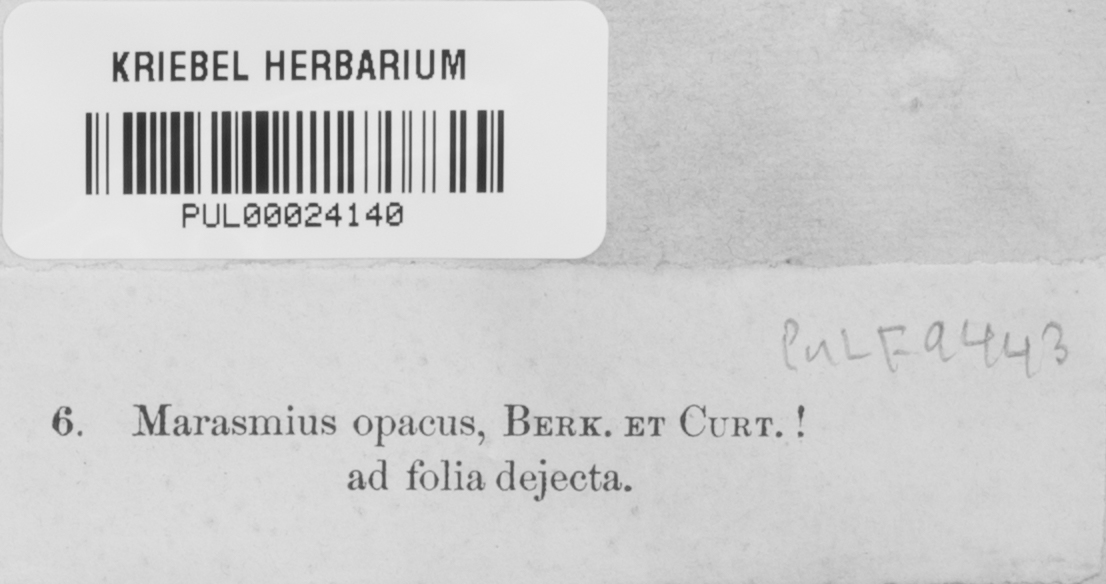 KRIEBEL HERBARIUM
PUL00024140
PUL F9443
6. Marasmius opacus, BERK. ET CURT. !
ad folia dejecta.